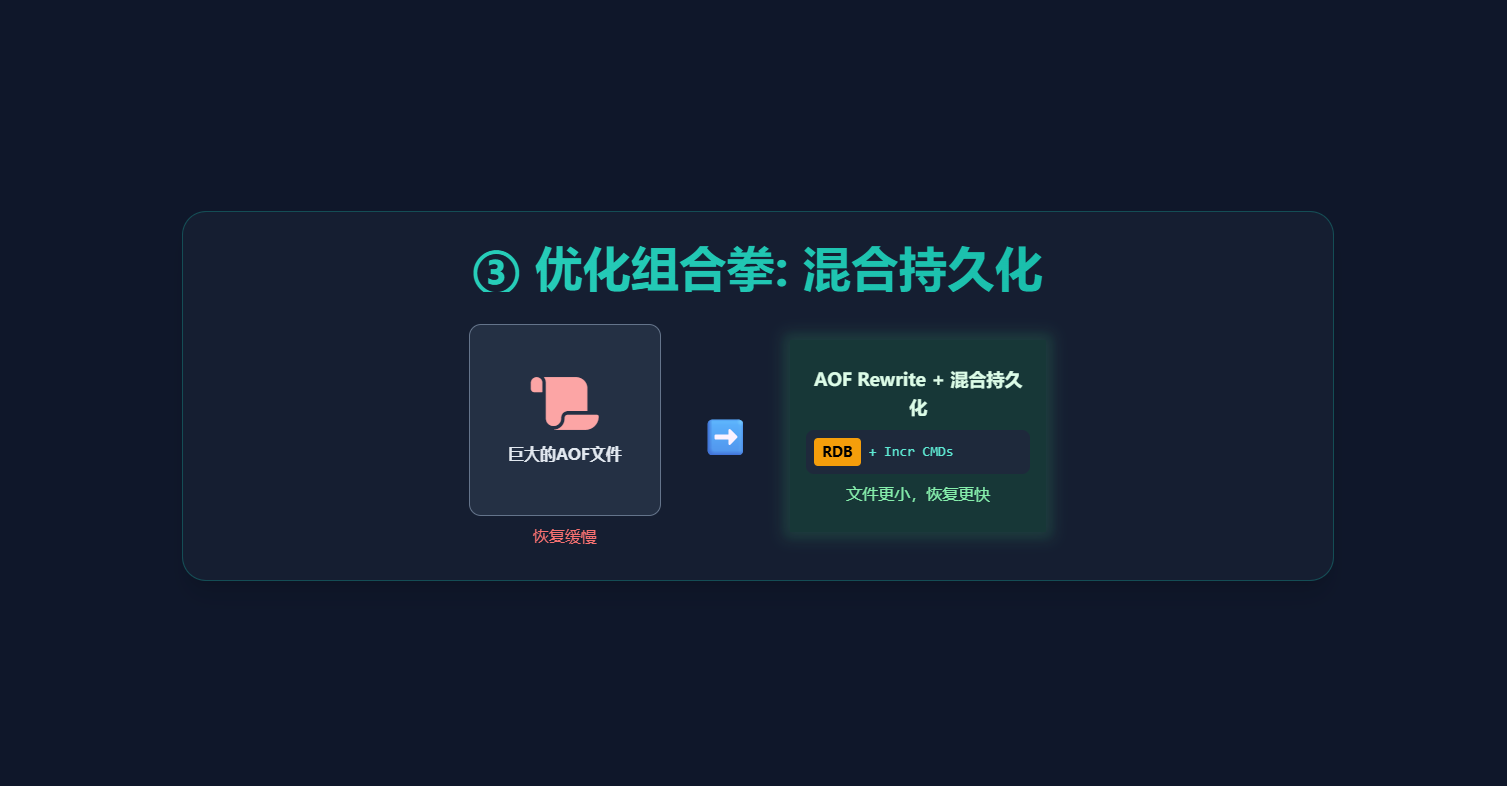 ③ 优化组合拳: 混合持久化
巨大的AOF文件
恢复缓慢
AOF Rewrite + 混合持久
化
RDB + Incr CMDs
文件更小，恢复更快